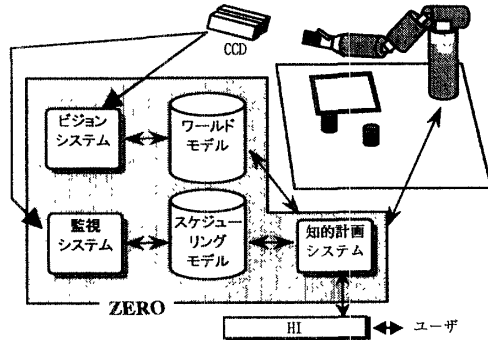 CCD
ビジョン
システム
ワールド
モデル
監視
システム
スケジュー
リング
モデル
知的計画
システム
ZERO
HI
ユーザ